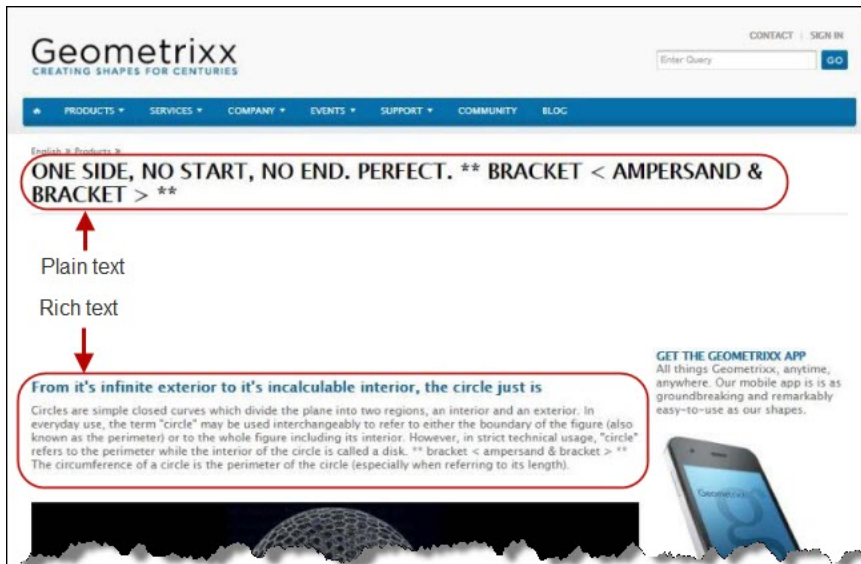 Geometrixx
CREATING SHAPES FOR CENTURIES
CONTACT | SIGN IN
Enter Query
GO
PRODUCTS ▾ SERVICES ▾ COMPANY ▾ EVENTS ▾ SUPPORT ▾ COMMUNITY BLOG
English » Products »
ONE SIDE, NO START, NO END. PERFECT. ** BRACKET < AMPERSAND &
BRACKET > **
Plain text
Rich text
From it's infinite exterior to it's incalculable interior, the circle just is
Circles are simple closed curves which divide the plane into two regions, an interior and an exterior. In
everyday use, the term "circle" may be used interchangeably to refer to either the boundary of the figure (also
known as the perimeter) or to the whole figure including its interior. However, in strict technical usage, "circle"
refers to the perimeter while the interior of the circle is called a disk. ** bracket < ampersand & bracket > **
The circumference of a circle is the perimeter of the circle (especially when referring to its length).
GET THE GEOMETRIXX APP
All things Geometrixx, anytime,
anywhere. Our mobile app is is as
groundbreaking and remarkably
easy-to-use as our shapes.
Geometrixx
g